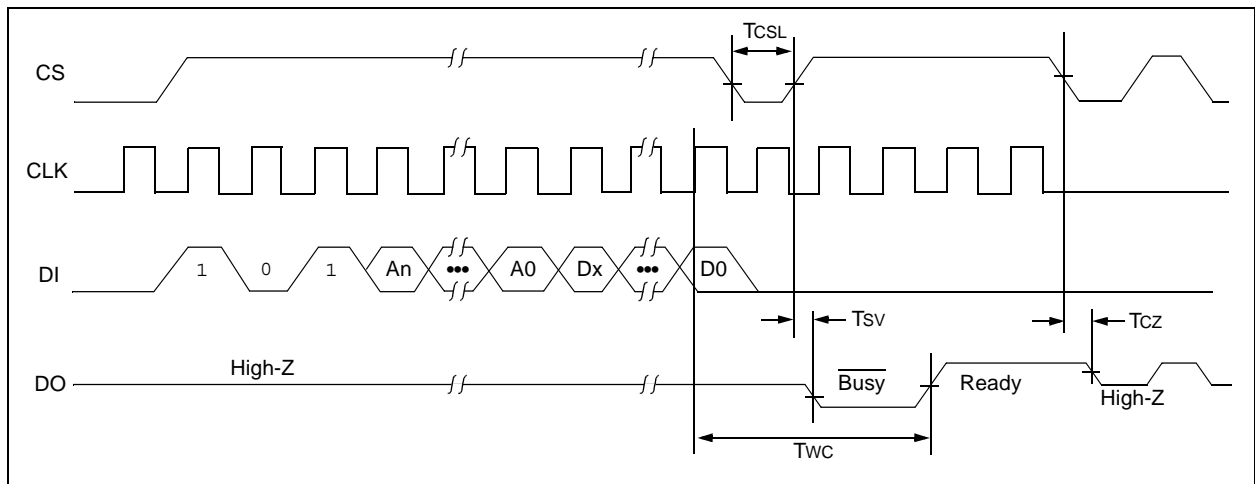 TCSL
CS
CLK
DI 1 0 1 An ••• A0 Dx ••• D0
TSV TCZ
DO High-Z Busy Ready High-Z
TWC